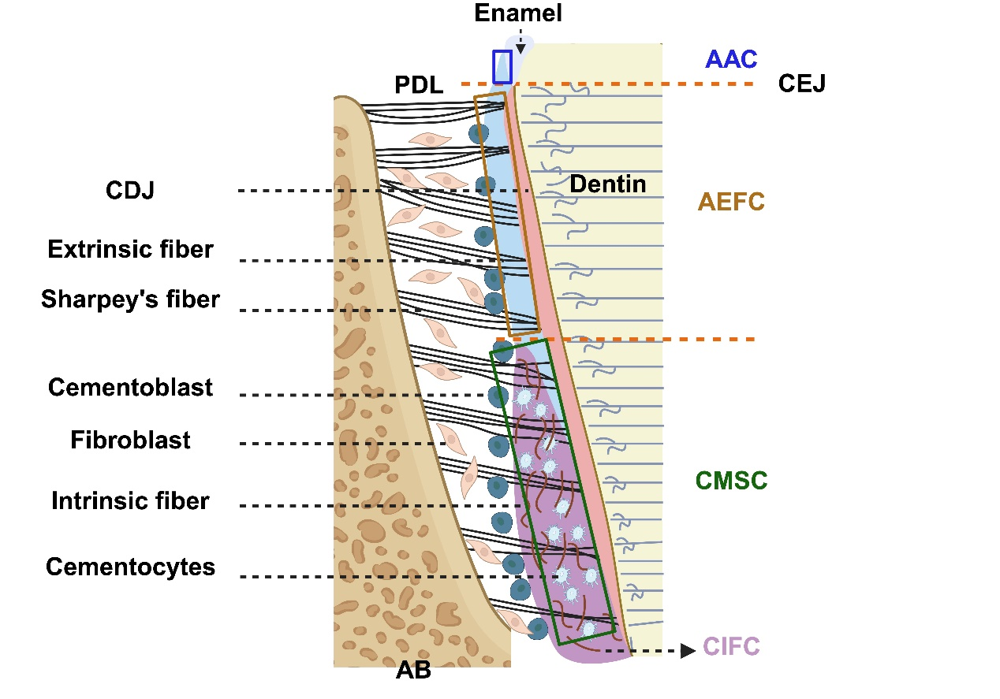 Enamel
AAC
PDL
CEJ
CDJ
Dentin
AEFC
Extrinsic fiber
Sharpey's fiber
Cementoblast
Fibroblast
CMSC
Intrinsic fiber
Cementocytes
CIFC
AB